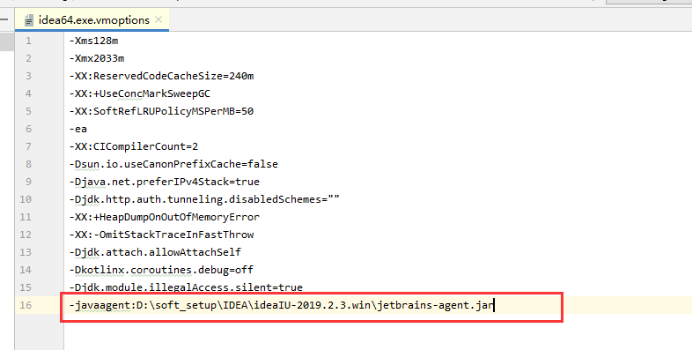 idea64.exe.vmoptions
1 -Xms128m
2 -Xmx2033m
3 -XX:ReservedCodeCacheSize=240m
4 -XX:+UseConcMarkSweepGC
5 -XX:SoftRefLRUPolicyMSPerMB=50
6 -ea
7 -XX:CICompilerCount=2
8 -Dsun.io.useCanonPrefixCache=false
9 -Djava.net.preferIPv4Stack=true
10 -Djdk.http.auth.tunneling.disabledSchemes=""
11 -XX:+HeapDumpOnOutOfMemoryError
12 -XX:-OmitStackTraceInFastThrow
13 -Djdk.attach.allowAttachSelf
14 -Dkotlinx.coroutines.debug=off
15 -Djdk.module.illegalAccess.silent=true
16 -javaagent:D:\soft_setup\IDEA\ideaIU-2019.2.3.win\jetbrains-agent.jar